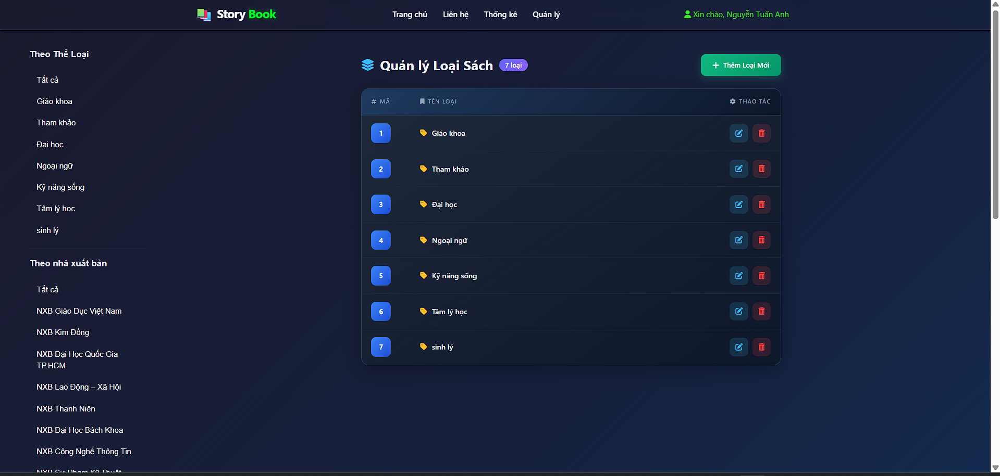 Story Book
Trang chủ
Liên hệ
Thống kê
Quản lý
Xin chào, Nguyễn Tuấn Anh
Theo Thể Loại
Tất cả
Giáo khoa
Tham khảo
Đại học
Ngoại ngữ
Kỹ năng sống
Tâm lý học
sinh lý
Theo nhà xuất bản
Tất cả
NXB Giáo Dục Việt Nam
NXB Kim Đồng
NXB Đại Học Quốc Gia
TP.HCM
NXB Lao Động – Xã Hội
NXB Thanh Niên
NXB Đại Học Bách Khoa
NXB Công Nghệ Thông Tin
NXB Sư Phạm Kỹ Thuật
Quản lý Loại Sách
7 loại
Thêm Loại Mới
# MÃ
TÊN LOẠI
THAO TÁC
1 Giáo khoa
2 Tham khảo
3 Đại học
4 Ngoại ngữ
5 Kỹ năng sống
6 Tâm lý học
7 sinh lý